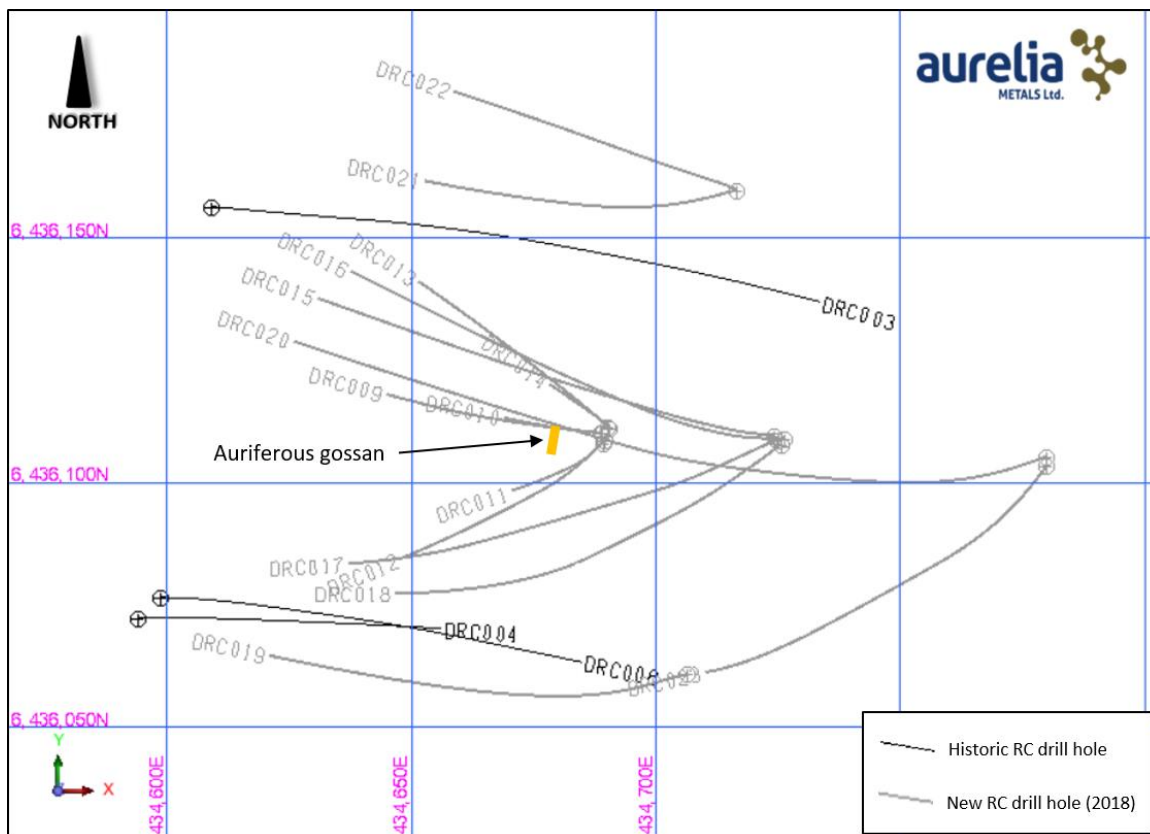 aurelia
METALS Ltd.
NORTH
DRC022
DRC021
6,436,150N
DRC013
DRC016
DRC015
DRC003
DRC020
DRC014
DRC009
DRC010
Auriferous gossan
6,436,100N
DRC011
DRC017
DRC012
DRC018
DRC004
DRC019
6,436,050N
Y
X
434,600E
434,650E
434,700E
Historic RC drill hole
New RC drill hole (2018)